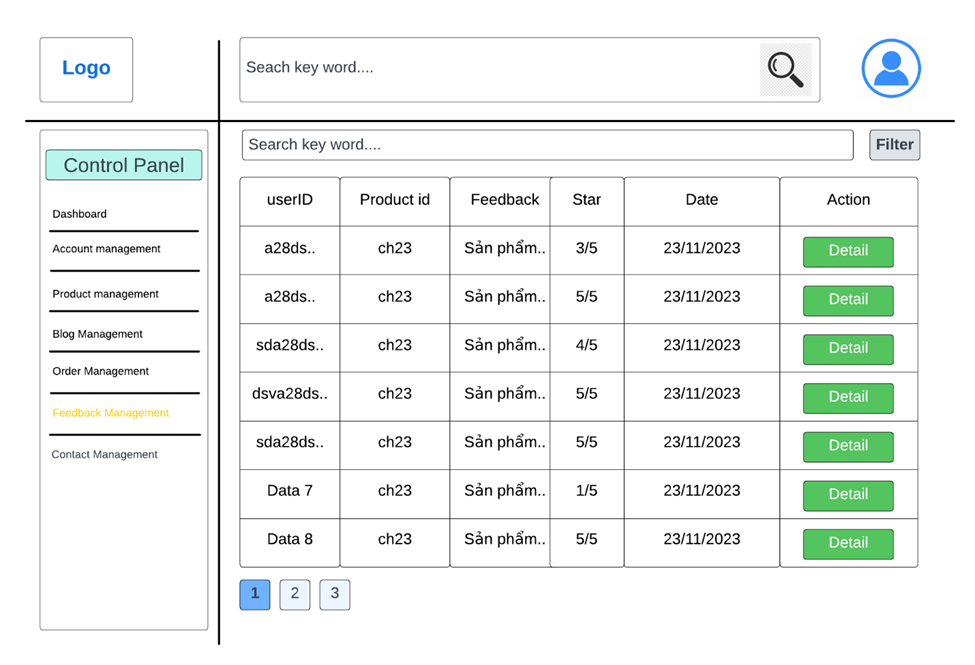 Logo
Seach key word....
Control Panel
Dashboard
Account management
Product management
Blog Management
Order Management
Feedback Management
Contact Management
Search key word....
Filter
userID Product id Feedback Star Date Action
a28ds.. ch23 Sản phẩm.. 3/5 23/11/2023 Detail
a28ds.. ch23 Sản phẩm.. 5/5 23/11/2023 Detail
sda28ds.. ch23 Sản phẩm.. 4/5 23/11/2023 Detail
dsva28ds.. ch23 Sản phẩm.. 5/5 23/11/2023 Detail
sda28ds.. ch23 Sản phẩm.. 5/5 23/11/2023 Detail
Data 7 ch23 Sản phẩm.. 1/5 23/11/2023 Detail
Data 8 ch23 Sản phẩm.. 5/5 23/11/2023 Detail
1 2 3